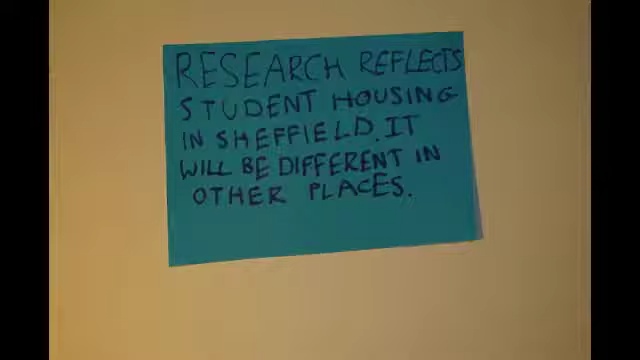 RESEARCH REFLECTS
STUDENT HOUSING
IN SHEFFIELD. IT
WILL BE DIFFERENT IN
OTHER PLACES.